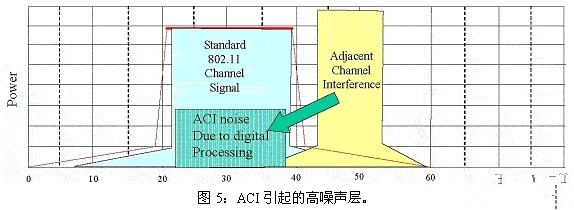 Power
Standard
802.11
Channel
Signal
Adjacent
Channel
Interference
ACI noise
Due to digital
Processing
0 10 20 30 40 50 60
图 5：ACI 引起的高噪声层。